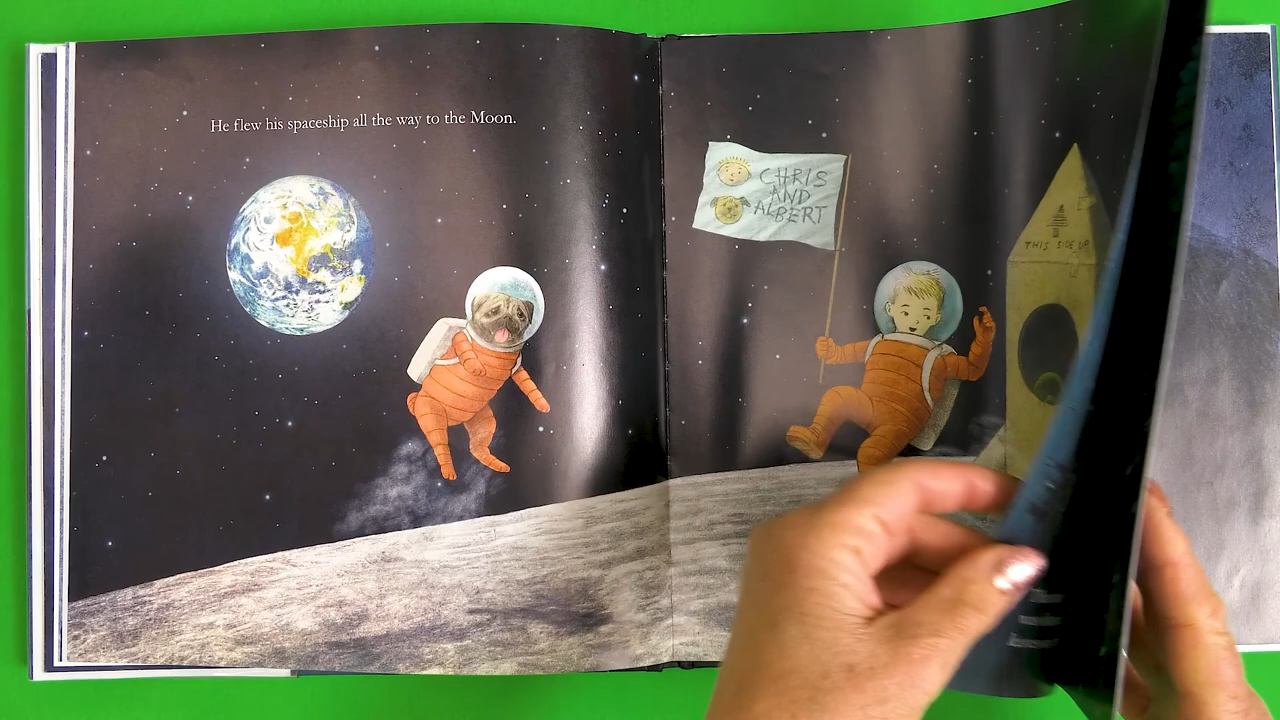 He flew his spaceship all the way to the Moon.
CHRIS
AND
ALBERT
THIS SIDE UP